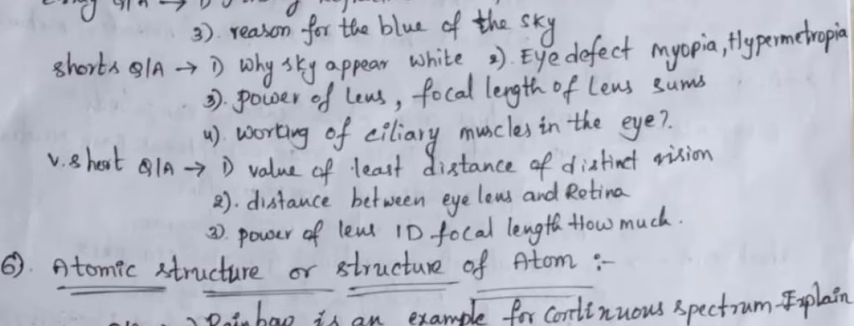 3). reason for the blue of the sky
shorts Q/A → 1) why sky appear white 2). Eye defect myopia, Hypermetropia
3). power of lens, focal length of lens sums
4). working of ciliary muscles in the eye?
v. short Q/A → 1) value of least distance of distinct vision
2). distance between eye lens and Retina
3). power of lens 1D focal length How much.
6). Atomic structure or structure of Atom :-
Rainbow is an example for continuous spectrum-Explain